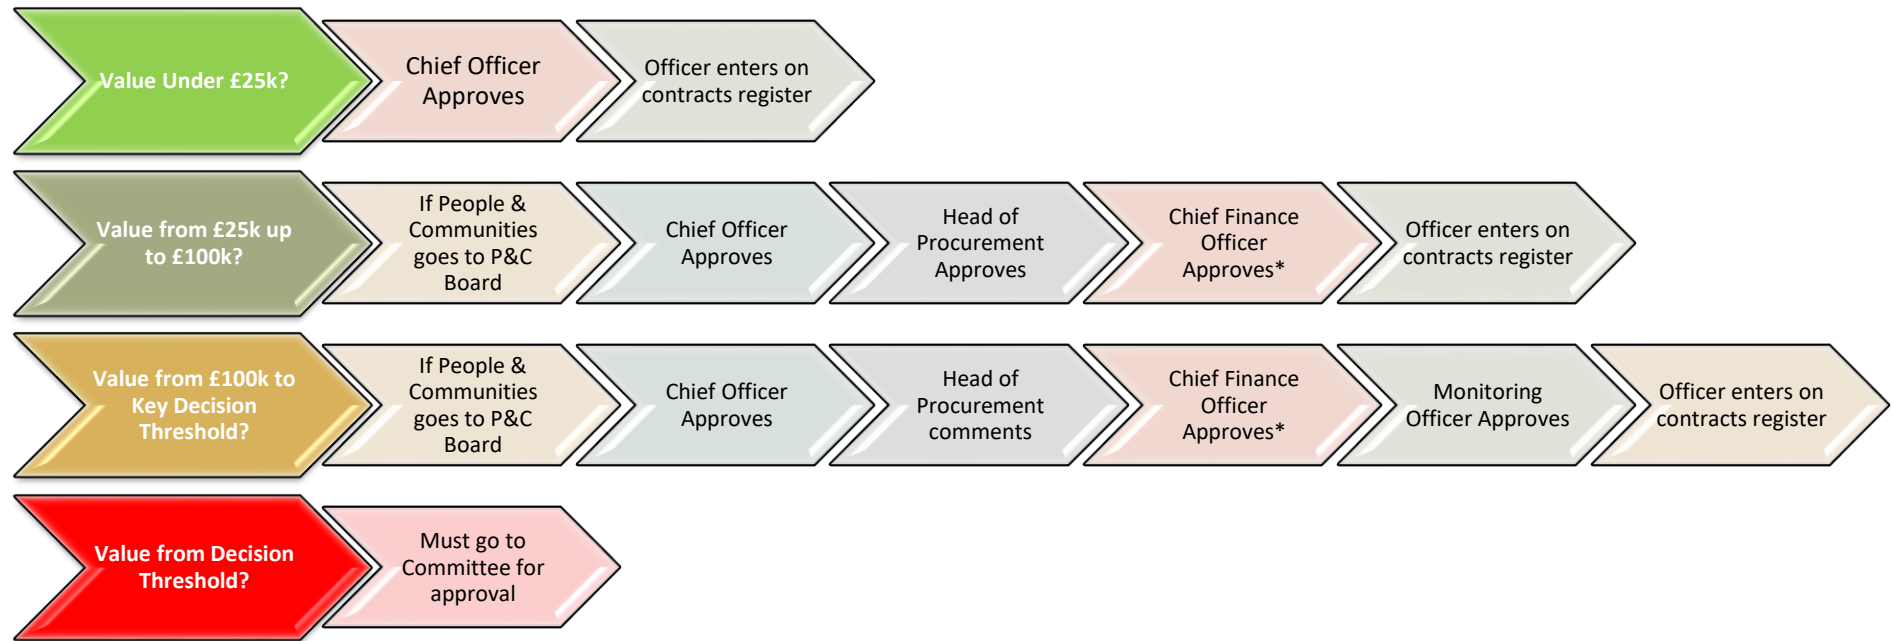 Value Under £25k?
Chief Officer
Approves
Officer enters on
contracts register
Value from £25k up
to £100k?
If People &
Communities
goes to P&C
Board
Chief Officer
Approves
Head of
Procurement
Approves
Chief Finance
Officer
Approves*
Officer enters on
contracts register
Value from £100k to
Key Decision
Threshold?
If People &
Communities
goes to P&C
Board
Chief Officer
Approves
Head of
Procurement
comments
Chief Finance
Officer
Approves*
Monitoring
Officer Approves
Officer enters on
contracts register
Value from Decision
Threshold?
Must go to
Committee for
approval